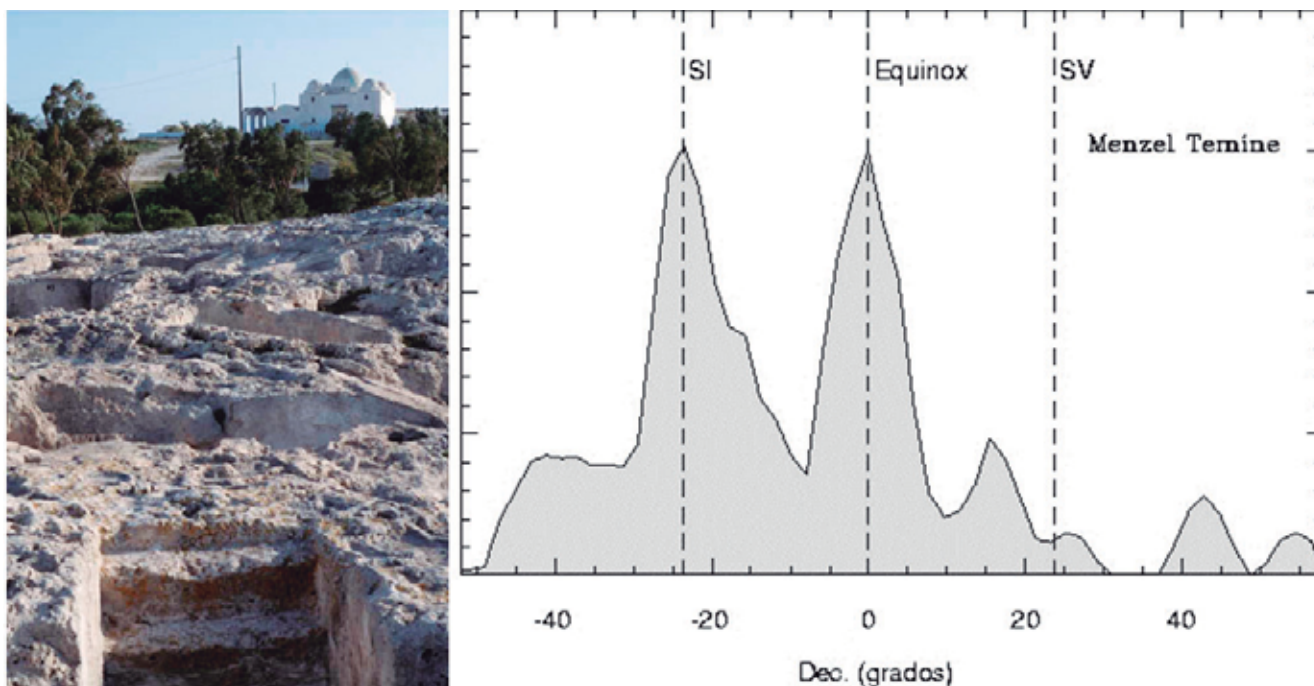 SI
Equinox
SV
Menzel Temine
-40
-20
0
20
40
Dec. (grados)